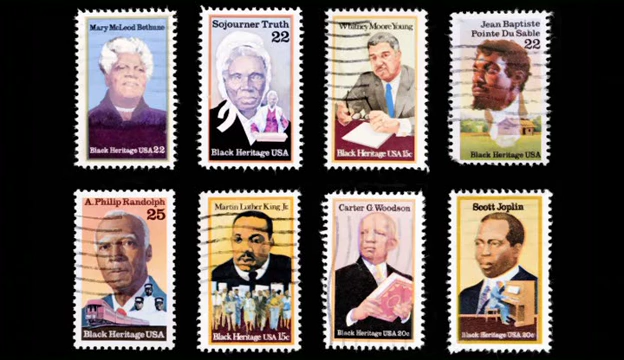 Mary McLeod Bethune
Black Heritage USA 22
Sojourner Truth
22
Black Heritage USA
Whitney Moore Young
Black Heritage USA 15c
Jean Baptiste
Pointe Du Sable
22
Black Heritage USA
A. Philip Randolph
25
Black Heritage USA
Martin Luther King Jr.
Black Heritage USA 15c
Carter G. Woodson
Black Heritage USA 20c
Scott Joplin
Black Heritage USA 20c